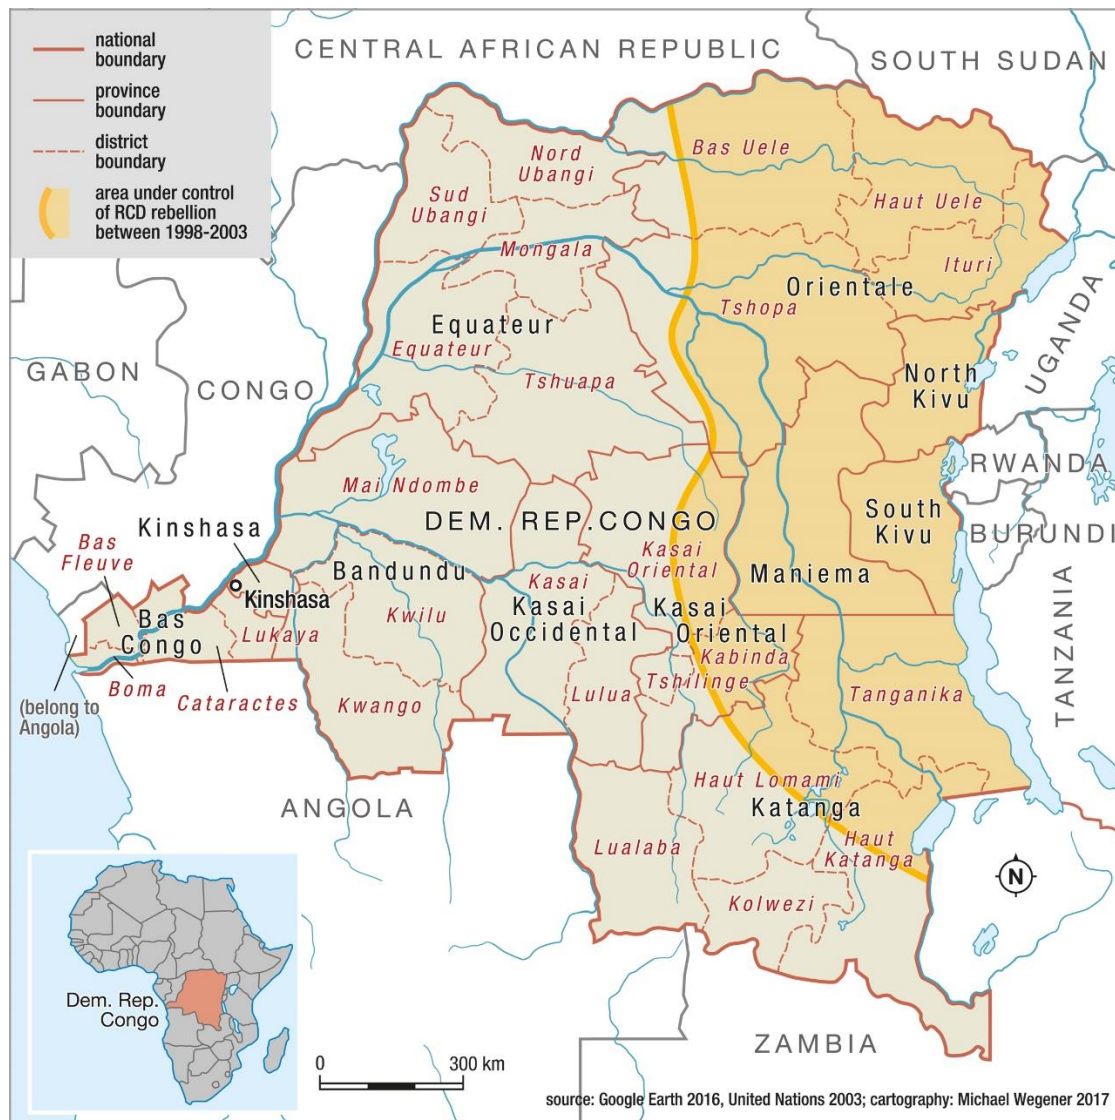 national
boundary
province
boundary
district
boundary
area under control
of RCD rebellion
between 1998-2003
CENTRAL AFRICAN REPUBLIC
SOUTH SUDAN
Nord
Ubangi
Sud
Ubangi
Bas Uele
Haut Uele
Mongala
Ituri
Orientale
Tshopa
Equateur
Equateur
Tshuapa
GABON
CONGO
UGANDA
North
Kivu
RWANDA
Mai Ndombe
DEM. REP. CONGO
South
Kivu
BURUNDI
Kinshasa
Bas
Fleuve
Kasai
Oriental
Bandundu
Kasai
Maniema
Kinshasa
Kasai
Occidental
Kasai
Oriental
Bas
Congo
Lukaya
Kwilu
Kabinda
TANZANIA
Boma
Cataractes
(belong to
Angola)
Kwango
Lulua
Tshilinge
Tanganika
Haut Lomami
Katanga
ANGOLA
Lualaba
Haut
Katanga
N
Kolwezi
Dem. Rep.
Congo
ZAMBIA
0
300 km
source: Google Earth 2016, United Nations 2003; cartography: Michael Wegener 2017